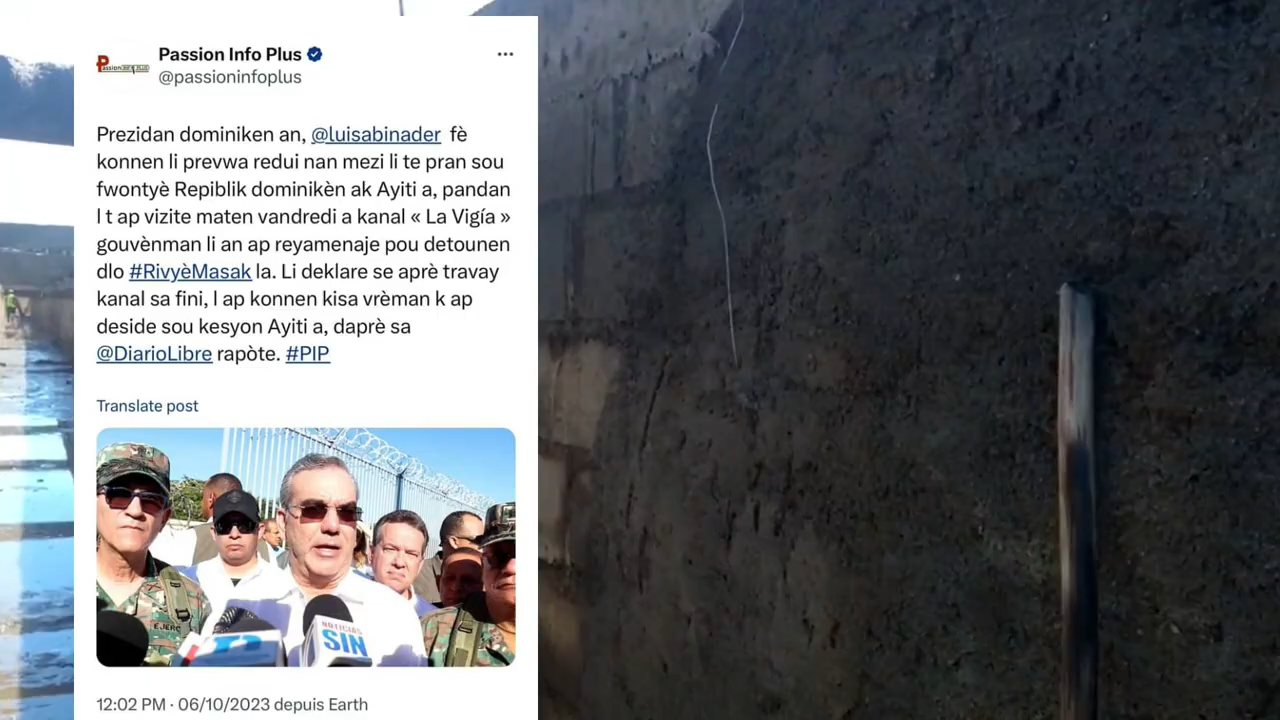 Passion Info Plus
@passioninfoplus
Prezidan dominiken an, @luisabinader fè
konnen li prevwa redui nan mezi li te pran sou
fwontyè Repiblik dominikèn ak Ayiti a, pandan
l t ap vizite maten vandredi a kanal « La Vigía »
gouvènman li an ap reyamenaje pou detounen
dlo #RivyèMasak la. Li deklare se aprè travay
kanal sa fini, l ap konnen kisa vrèman k ap
deside sou kesyon Ayiti a, daprè sa
@DiarioLibre rapòte. #PIP
Translate post
EJERC
NOTICIAS
SIN
12:02 PM · 06/10/2023 depuis Earth